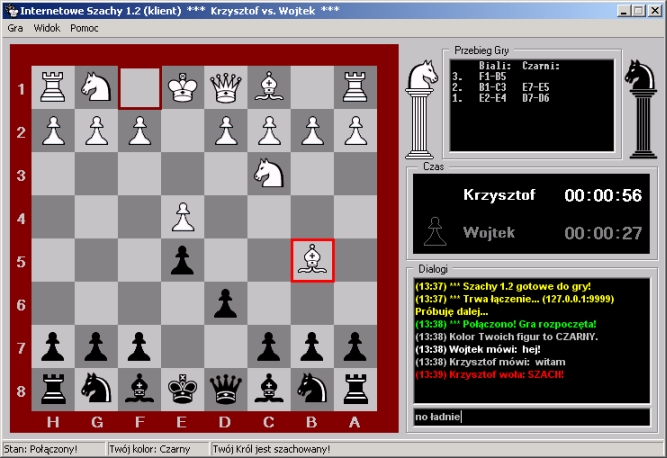 Internetowe Szachy 1.2 (klient) *** Krzysztof vs. Wojtek ***
Gra Widok Pomoc
1
2
3
4
5
6
7
8
H G F E D C B A
Przebieg Gry
Biali: Czarni:
3. F1-B5
2. B1-C3 E7-E5
1. E2-E4 D7-D6
Czas
Krzysztof 00:00:56
Wojtek 00:00:27
Dialogi
(13:37) *** Szachy 1.2 gotowe do gry!
(13:37) *** Trwa łączenie... (127.0.0.1:9999)
Próbuję dalej...
(13:38) *** Połączono! Gra rozpoczęta!
(13:38) Kolor Twoich figur to CZARNY.
(13:38) Wojtek mówi: hej!
(13:38) Krzysztof mówi: witam
(13:39) Krzysztof woła: SZACH!
no ładnie
Stan: Połączony! Twój kolor: Czarny Twój Król jest szachowany!